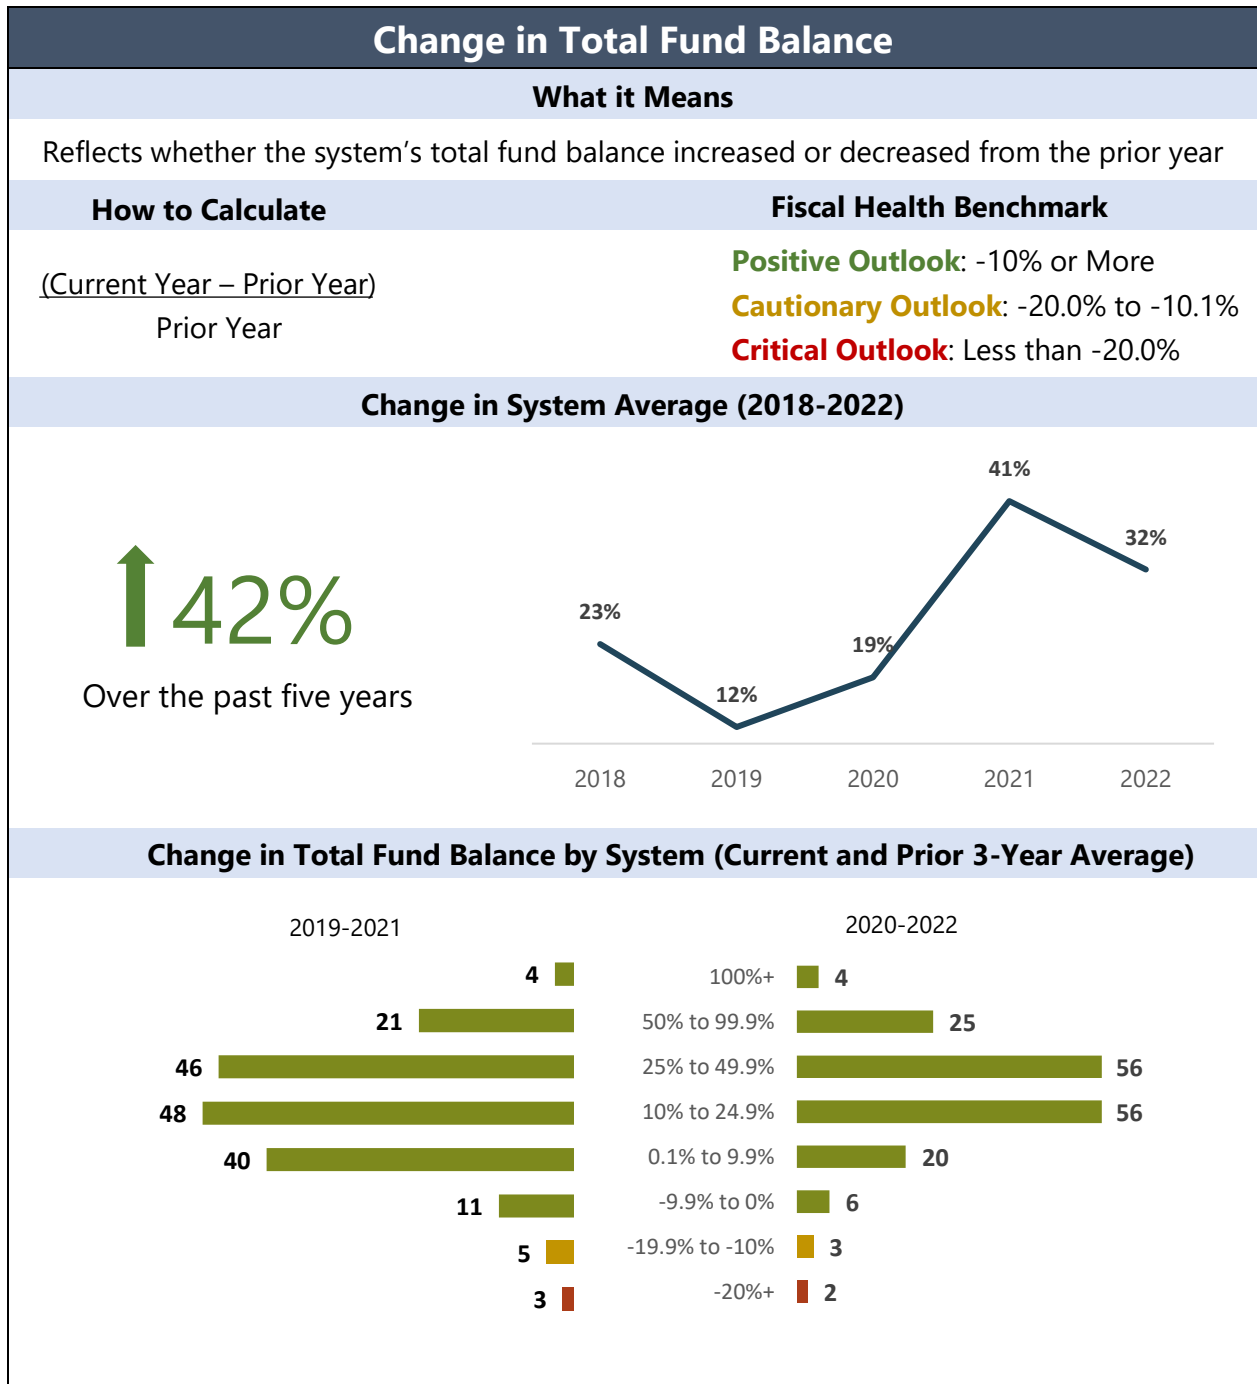 Change in Total Fund Balance
What it Means
Reflects whether the system's total fund balance increased or decreased from the prior year
How to Calculate
(Current Year – Prior Year)
Prior Year
Fiscal Health Benchmark
Positive Outlook: -10% or More
Cautionary Outlook: -20.0% to -10.1%
Critical Outlook: Less than -20.0%
Change in System Average (2018-2022)
42%
Over the past five years
23%
12%
19%
41%
32%
2018
2019
2020
2021
2022
Change in Total Fund Balance by System (Current and Prior 3-Year Average)
2019-2021
2020-2022
4 100%+ 4
21 50% to 99.9% 25
46 25% to 49.9% 56
48 10% to 24.9% 56
40 0.1% to 9.9% 20
11 -9.9% to 0% 6
5 -19.9% to -10% 3
3 -20%+ 2